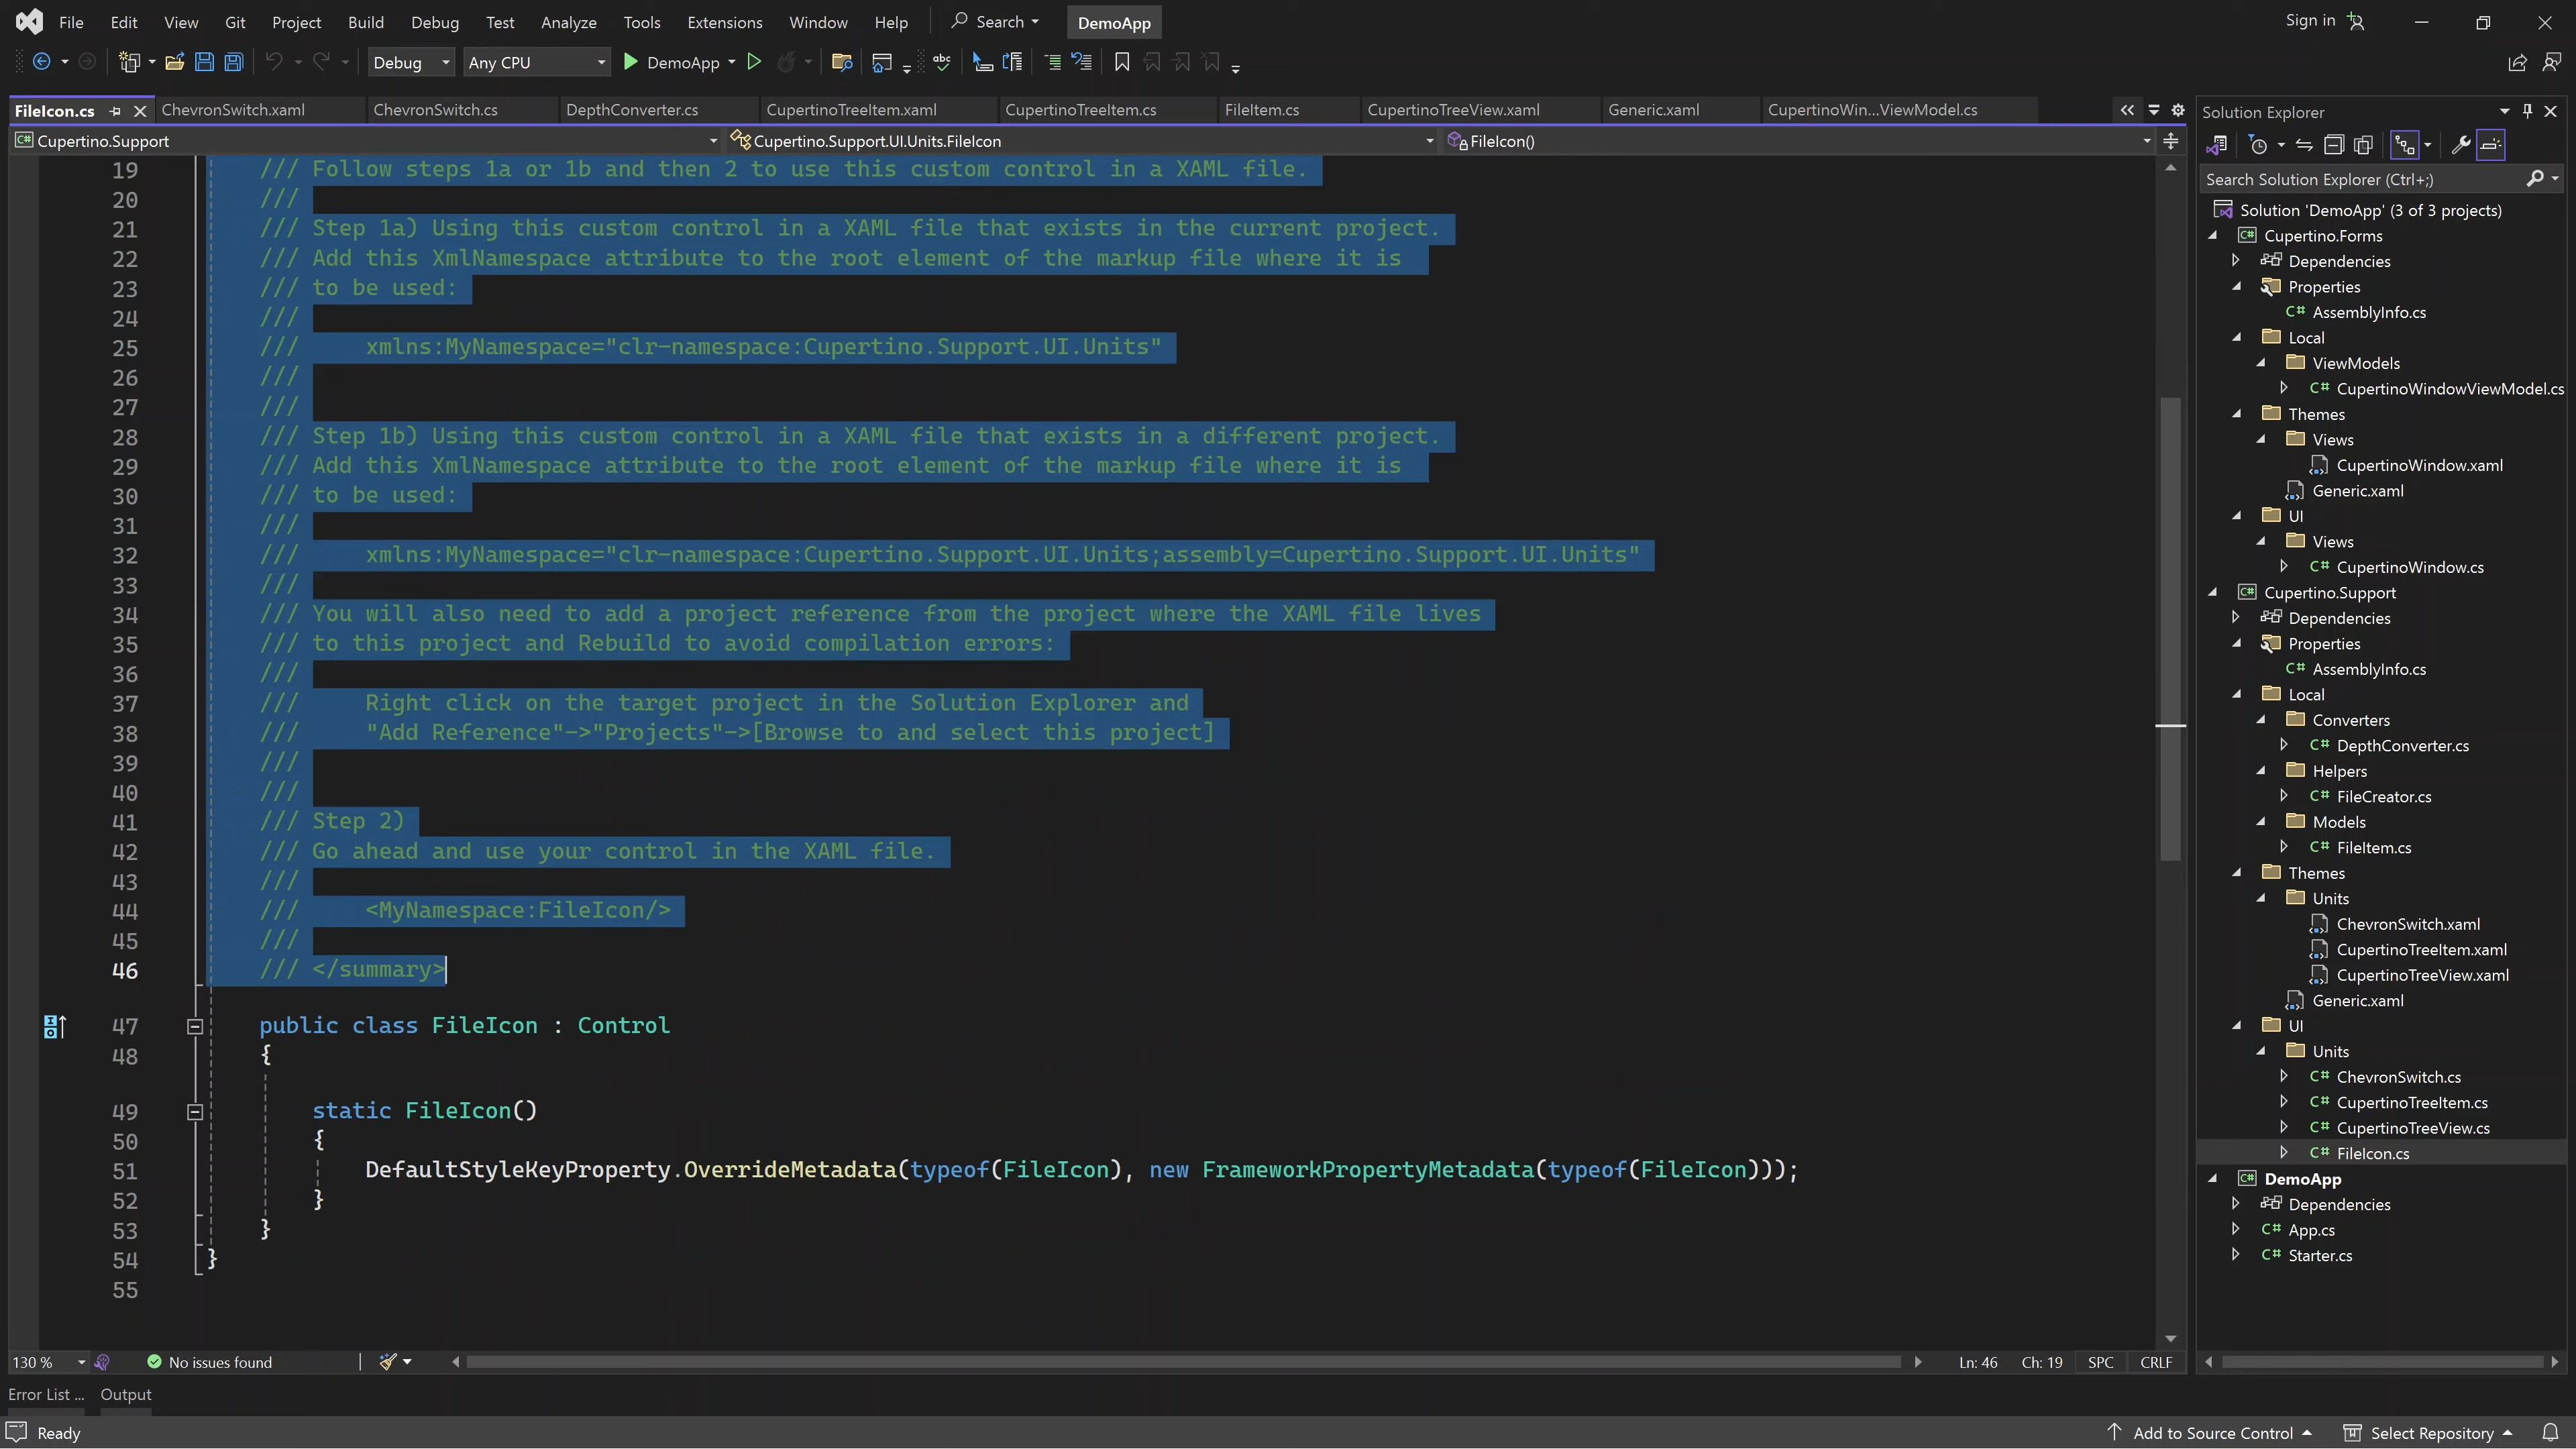 File Edit View Git Project Build Debug Test Analyze Tools Extensions Window Help Search DemoApp Sign in
Debug Any CPU DemoApp
FileIcon.cs ChevronSwitch.xaml ChevronSwitch.cs DepthConverter.cs CupertinoTreeItem.xaml CupertinoTreeItem.cs FileItem.cs CupertinoTreeView.xaml Generic.xaml CupertinoWin...ViewModel.cs
Cupertino.Support Cupertino.Support.UI.Units.FileIcon FileIcon()
19 /// Follow steps 1a or 1b and then 2 to use this custom control in a XAML file.
20 ///
21 /// Step 1a) Using this custom control in a XAML file that exists in the current project.
22 /// Add this XmlNamespace attribute to the root element of the markup file where it is
23 /// to be used:
24 ///
25 /// xmlns:MyNamespace="clr-namespace:Cupertino.Support.UI.Units"
26 ///
27 ///
28 /// Step 1b) Using this custom control in a XAML file that exists in a different project.
29 /// Add this XmlNamespace attribute to the root element of the markup file where it is
30 /// to be used:
31 ///
32 /// xmlns:MyNamespace="clr-namespace:Cupertino.Support.UI.Units;assembly=Cupertino.Support.UI.Units"
33 ///
34 /// You will also need to add a project reference from the project where the XAML file lives
35 /// to this project and Rebuild to avoid compilation errors:
36 ///
37 /// Right click on the target project in the Solution Explorer and
38 /// "Add Reference"->"Projects"->[Browse to and select this project]
39 ///
40 ///
41 /// Step 2)
42 /// Go ahead and use your control in the XAML file.
43 ///
44 /// <MyNamespace:FileIcon/>
45 ///
46 /// </summary>
47 public class FileIcon : Control
48 {
49 static FileIcon()
50 {
51 DefaultStyleKeyProperty.OverrideMetadata(typeof(FileIcon), new FrameworkPropertyMetadata(typeof(FileIcon)));
52 }
53 }
54 }
55
130 % No issues found Ln: 46 Ch: 19 SPC CRLF
Error List ... Output
Solution Explorer
Search Solution Explorer (Ctrl+;)
Solution 'DemoApp' (3 of 3 projects)
Cupertino.Forms
Dependencies
Properties
C# AssemblyInfo.cs
Local
ViewModels
C# CupertinoWindowViewModel.cs
Themes
Views
CupertinoWindow.xaml
Generic.xaml
UI
Views
C# CupertinoWindow.cs
Cupertino.Support
Dependencies
Properties
C# AssemblyInfo.cs
Local
Converters
C# DepthConverter.cs
Helpers
C# FileCreator.cs
Models
C# FileItem.cs
Themes
Units
ChevronSwitch.xaml
CupertinoTreeItem.xaml
CupertinoTreeView.xaml
Generic.xaml
UI
Units
C# ChevronSwitch.cs
C# CupertinoTreeItem.cs
C# CupertinoTreeView.cs
C# FileIcon.cs
DemoApp
Dependencies
C# App.cs
C# Starter.cs
Ready Add to Source Control Select Repository